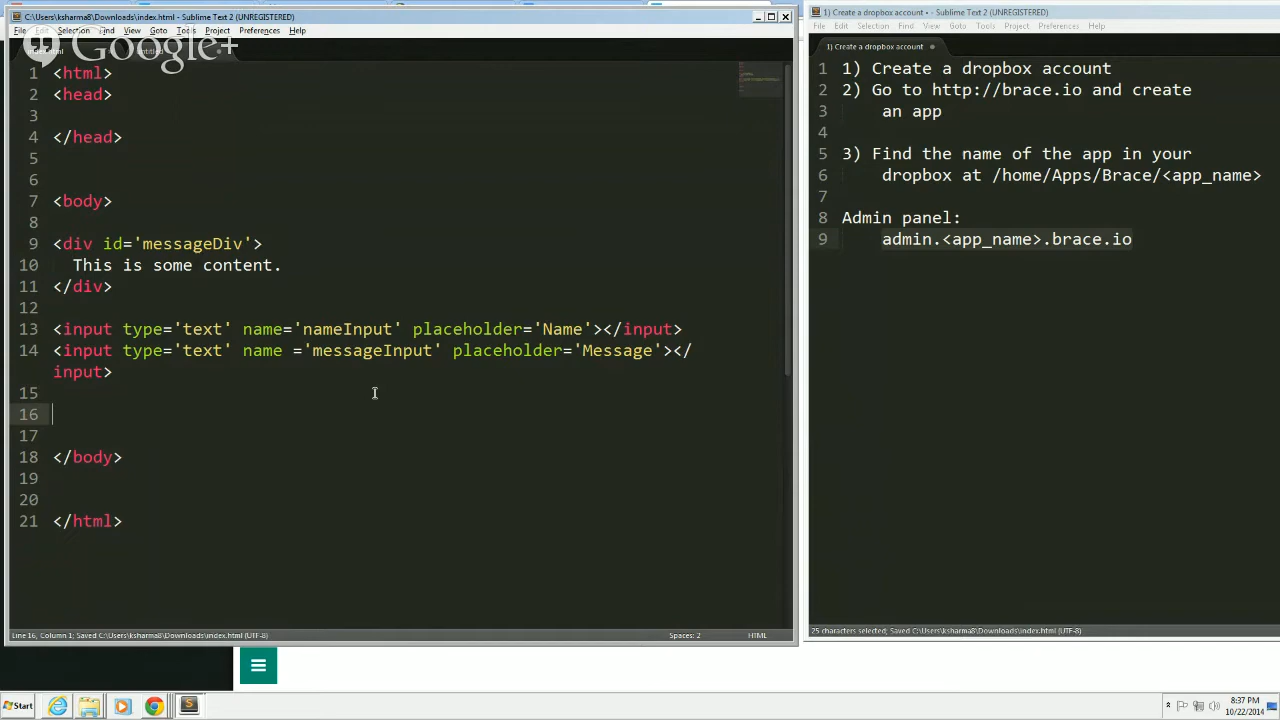 C:\Users\ksharma8\Downloads\index.html - Sublime Text 2 (UNREGISTERED)
File Edit Selection Find View Goto Tools Project Preferences Help
Google+
index.html
untitled
1 <html>
2 <head>
3
4 </head>
5
6
7 <body>
8
9 <div id='messageDiv'>
10 This is some content.
11 </div>
12
13 <input type='text' name='nameInput' placeholder='Name'></input>
14 <input type='text' name ='messageInput' placeholder='Message'></
input>
15
16
17
18 </body>
19
20
21 </html>
Line 16, Column 1; Saved C:\Users\ksharma8\Downloads\index.html (UTF-8)
Spaces: 2
HTML
1) Create a dropbox account • - Sublime Text 2 (UNREGISTERED)
File Edit Selection Find View Goto Tools Project Preferences Help
1) Create a dropbox account
1 1) Create a dropbox account
2 2) Go to http://brace.io and create
3 an app
4
5 3) Find the name of the app in your
6 dropbox at /home/Apps/Brace/<app_name>
7
8 Admin panel:
9 admin.<app_name>.brace.io
25 characters selected; Saved C:\Users\ksharma8\Downloads\index.html (UTF-8)
Start
8:37 PM
10/22/2014